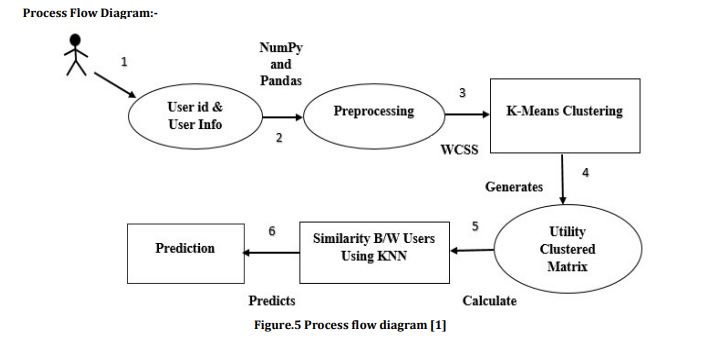 Process Flow Diagram:-
1
NumPy
and
Pandas
User id &
User Info
2
Preprocessing
3
WCSS
K-Means Clustering
4
Generates
Utility
Clustered
Matrix
5
Calculate
Similarity B/W Users
Using KNN
6
Predicts
Prediction
Figure.5 Process flow diagram [1]